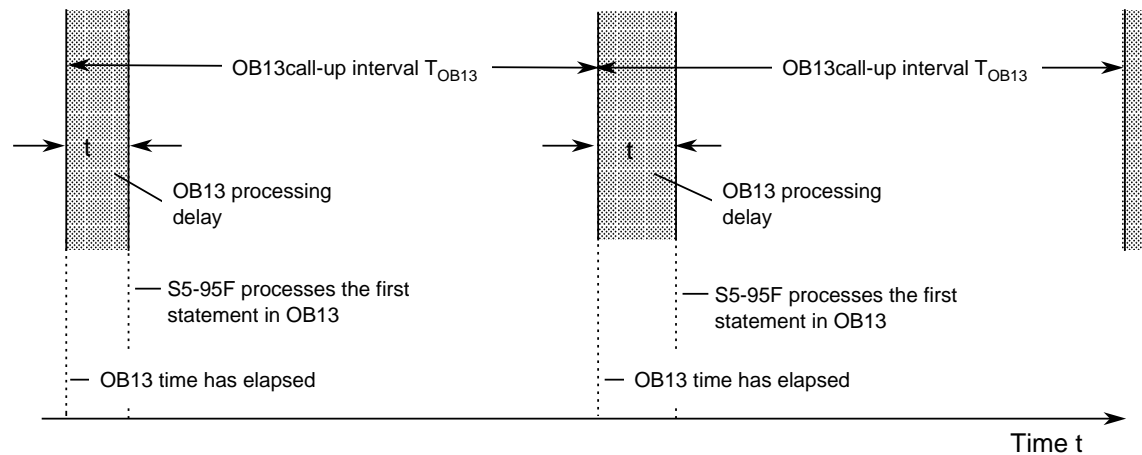 OB13call-up interval TOB13
OB13call-up interval TOB13
t
t
OB13 processing
delay
OB13 processing
delay
S5-95F processes the first
statement in OB13
S5-95F processes the first
statement in OB13
OB13 time has elapsed
OB13 time has elapsed
Time t